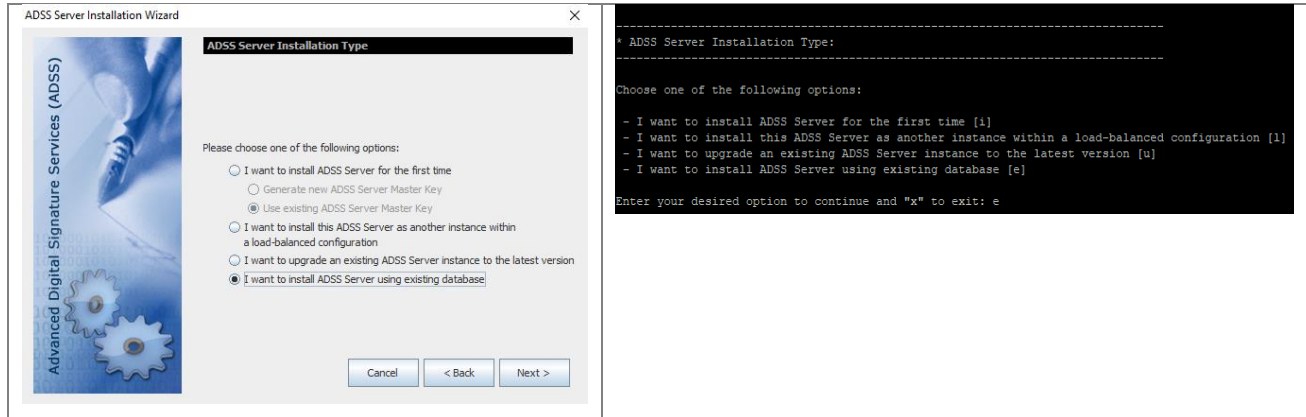 ADSS Server Installation Wizard
Advanced Digital Signature Services (ADSS)
ADSS Server Installation Type
Please choose one of the following options:
I want to install ADSS Server for the first time
Generate new ADSS Server Master Key
Use existing ADSS Server Master Key
I want to install this ADSS Server as another instance within
a load-balanced configuration
I want to upgrade an existing ADSS Server instance to the latest version
I want to install ADSS Server using existing database
Cancel < Back Next >
--------------------------------------------------------------------------------
* ADSS Server Installation Type:
--------------------------------------------------------------------------------
Choose one of the following options:
- I want to install ADSS Server for the first time [i]
- I want to install this ADSS Server as another instance within a load-balanced configuration [l]
- I want to upgrade an existing ADSS Server instance to the latest version [u]
- I want to install ADSS Server using existing database [e]
Enter your desired option to continue and "x" to exit: e